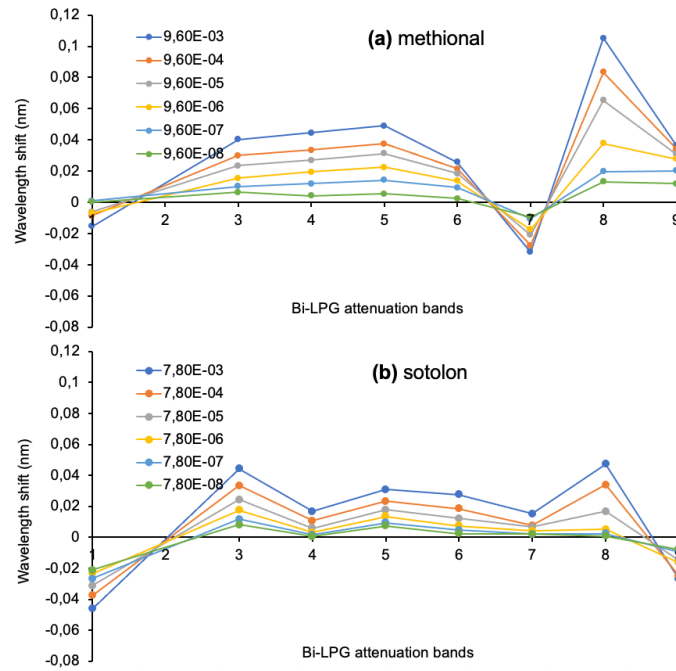 0,12
(a) methional
0,1
9,60E-03
0,08
9,60E-04
9,60E-05
0,06
9,60E-06
0,04
9,60E-07
0,02
9,60E-08
0
1 2 3 4 5 6 7 8 9
-0,02
-0,04
-0,06
Bi-LPG attenuation bands
-0,08
Wavelength shift (nm)
0,12
7,80E-03
(b) sotolon
0,1
7,80E-04
0,08
7,80E-05
0,06
7,80E-06
0,04
7,80E-07
7,80E-08
0,02
0
1 2 3 4 5 6 7 8
-0,02
-0,04
-0,06
Bi-LPG attenuation bands
-0,08
Wavelength shift (nm)